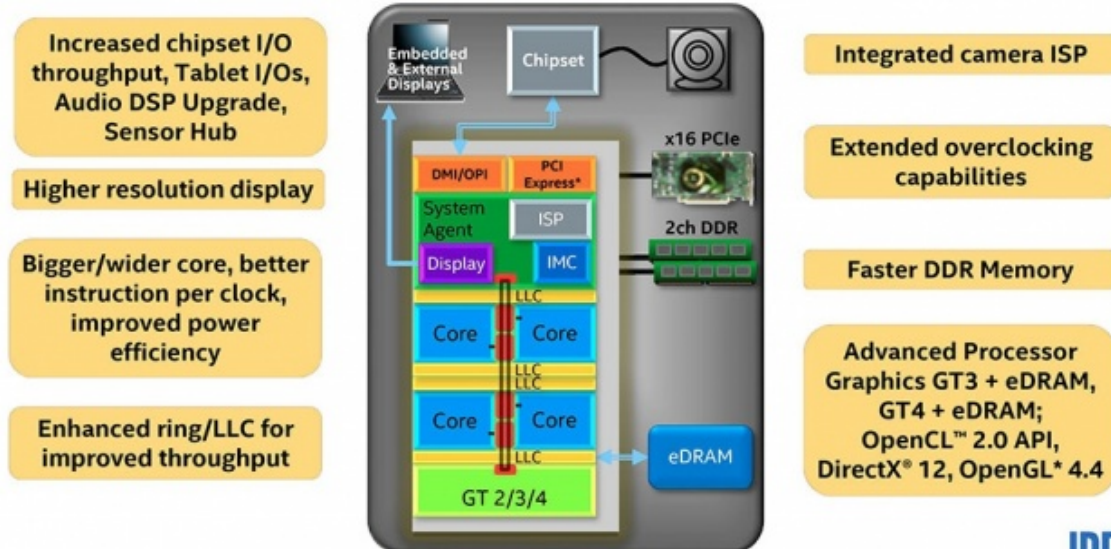 Increased chipset I/O
throughput, Tablet I/Os,
Audio DSP Upgrade,
Sensor Hub
Higher resolution display
Bigger/wider core, better
instruction per clock,
improved power
efficiency
Enhanced ring/LLC for
improved throughput
Embedded
& External
Displays
Chipset
x16 PCIe
DMI/OPI
PCI
Express*
System
Agent
ISP
Display
IMC
2ch DDR
LLC
Core
Core
LLC
LLC
Core
Core
LLC
GT 2/3/4
eDRAM
Integrated camera ISP
Extended overclocking
capabilities
Faster DDR Memory
Advanced Processor
Graphics GT3 + eDRAM,
GT4 + eDRAM;
OpenCL™ 2.0 API,
DirectX® 12, OpenGL* 4.4